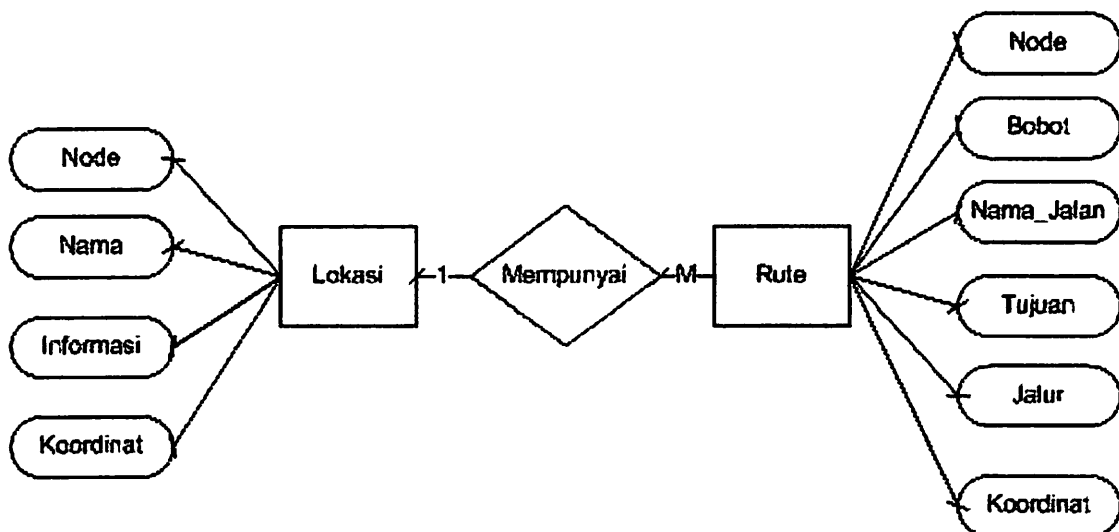 Node
Nama
Informasi
Koordinat
Lokasi
1
Mempunyai
M
Rute
Node
Bobot
Nama_Jalan
Tujuan
Jalur
Koordinat